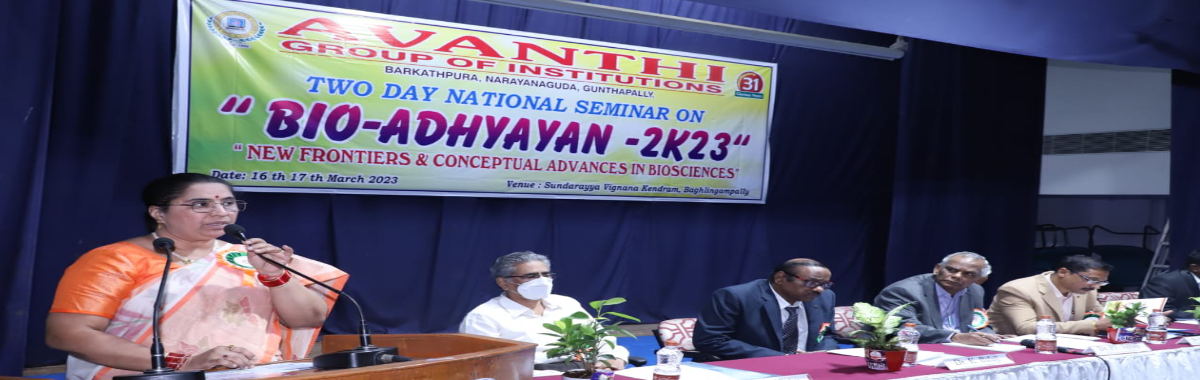 AVANTHI
GROUP OF INSTITUTIONS
BARKATHPURA, NARAYANAGUDA, GUNTHAPALLY.
31
TWO DAY NATIONAL SEMINAR ON
" BIO-ADHYAYAN -2K23"
" NEW FRONTIERS & CONCEPTUAL ADVANCES IN BIOSCIENCES"
Date: 16 th 17 th March 2023
Venue : Sundarayya Vignana Kendram, Baghlingampally